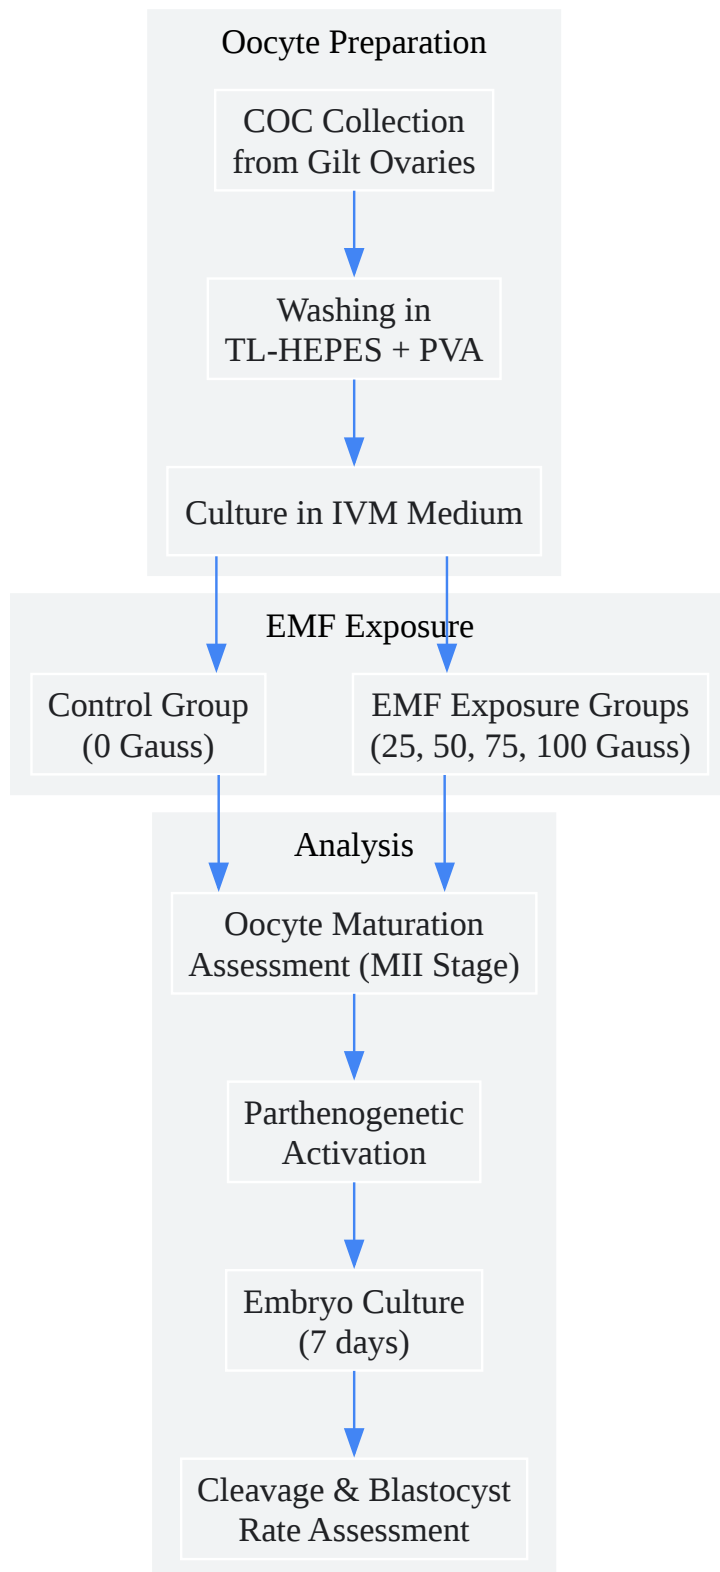 Oocyte Preparation
COC Collection
from Gilt Ovaries
Washing in
TL-HEPES + PVA
Culture in IVM Medium
EMF Exposure
Control Group
(0 Gauss)
EMF Exposure Groups
(25, 50, 75, 100 Gauss)
Analysis
Oocyte Maturation
Assessment (MII Stage)
Parthenogenetic
Activation
Embryo Culture
(7 days)
Cleavage & Blastocyst
Rate Assessment